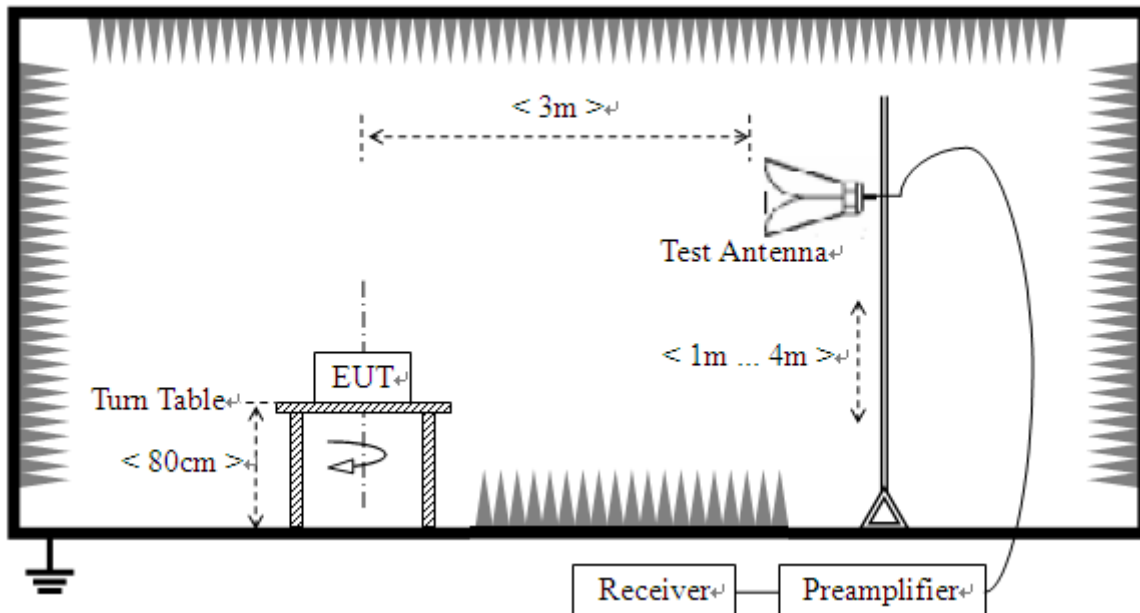 < 3m >↵
Test Antenna↵
< 1m ... 4m >↵
EUT↵
Turn Table↵
< 80cm >↵
Receiver↵
Preamplifier↵